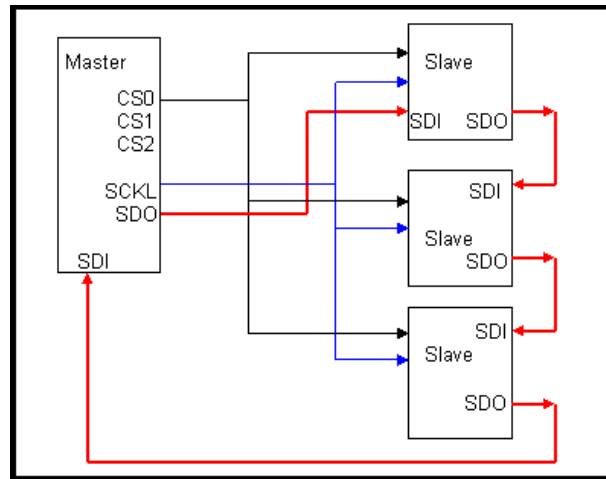 Master
CS0
CS1
CS2
SCKL
SDO
SDI
Slave
SDI SDO
SDI
Slave
SDO
SDI
Slave
SDO